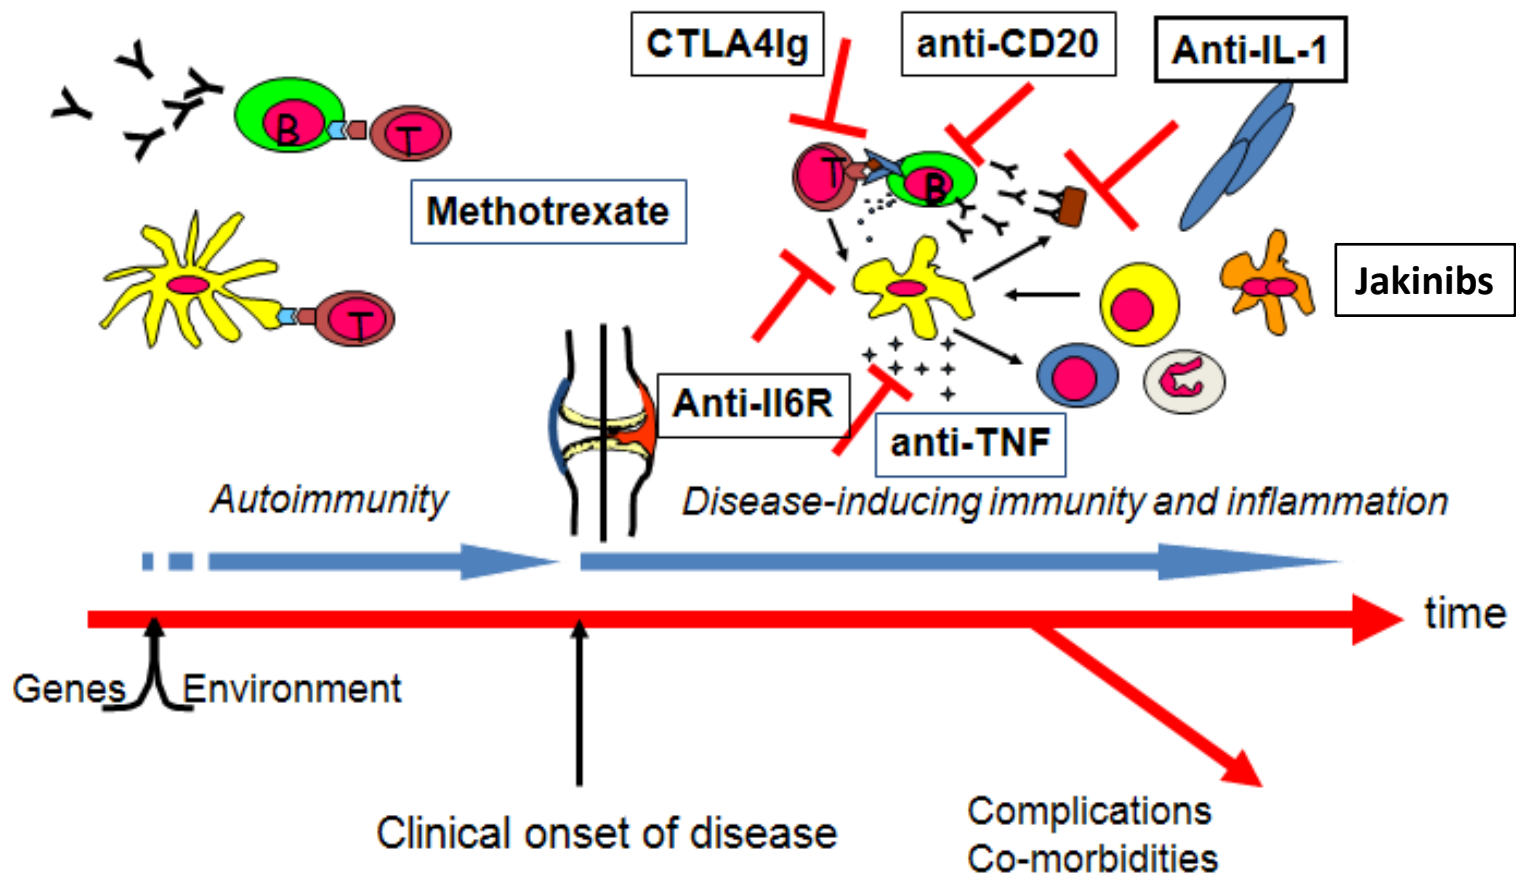 CTLA4Ig
anti-CD20
Anti-IL-1
B
T
Methotrexate
T
B
T
Jakinibs
Anti-Il6R
anti-TNF
Autoimmunity
Disease-inducing immunity and inflammation
time
Genes
Environment
Clinical onset of disease
Complications
Co-morbidities